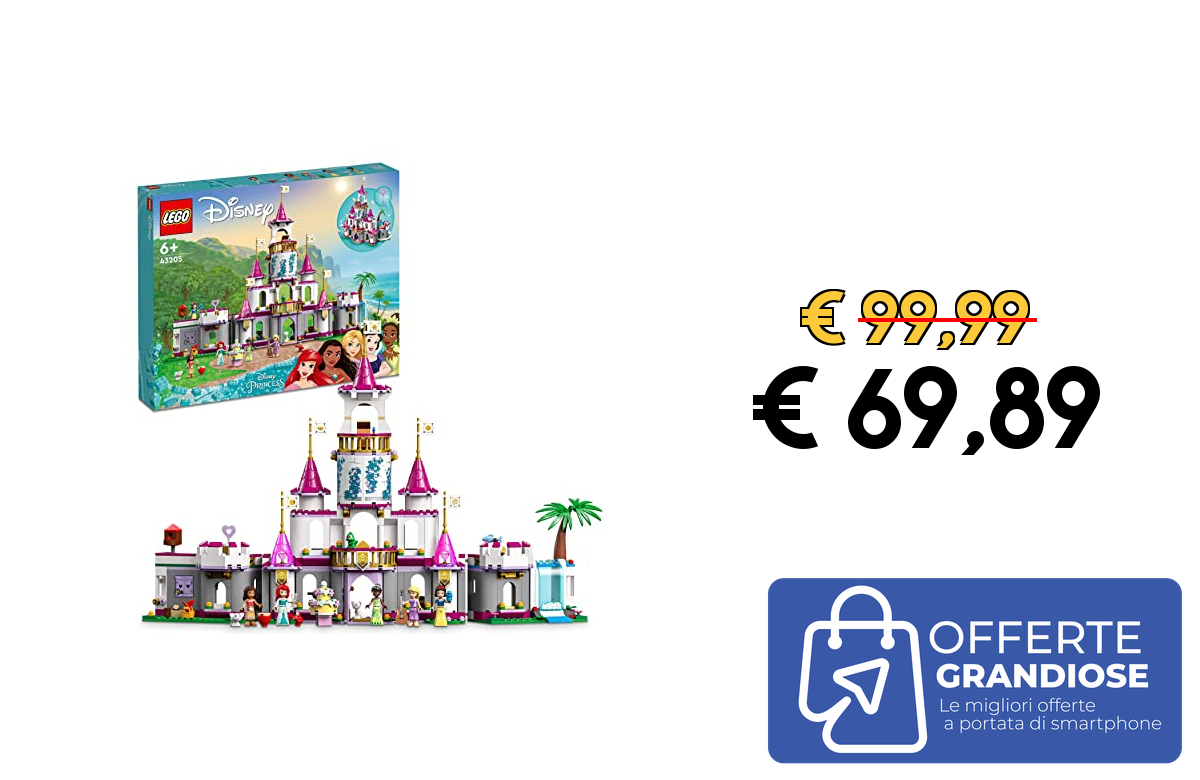 LEGO
Disney
6+
43205
Disney
PRINCESS
€ 99,99
€ 69,89
OFFERTE
GRANDIOSE
Le migliori offerte
a portata di smartphone